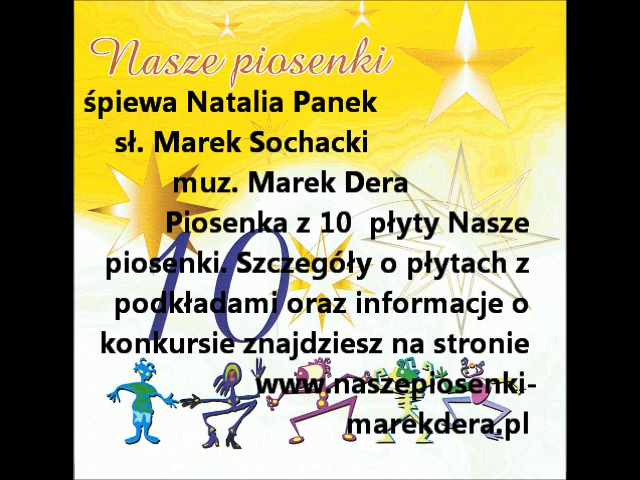 Nasze piosenki
śpiewa Natalia Panek
sł. Marek Sochacki
muz. Marek Dera
Piosenka z 10 płyty Nasze
piosenki. Szczegóły o płytach z
10
podkładami oraz informacje o
konkursie znajdziesz na stronie
www.naszepiosenki-
marekdera.pl